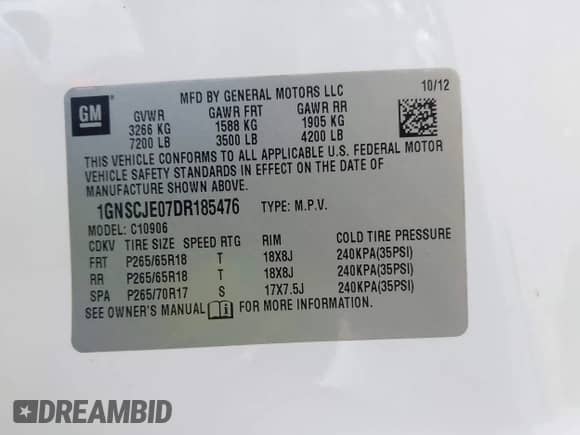 GM
MFD BY GENERAL MOTORS LLC
10/12
GVWR GAWR FRT GAWR RR
3266 KG 1588 KG 1905 KG
7200 LB 3500 LB 4200 LB
THIS VEHICLE CONFORMS TO ALL APPLICABLE U.S. FEDERAL MOTOR
VEHICLE SAFETY STANDARDS IN EFFECT ON THE DATE OF
MANUFACTURE SHOWN ABOVE.
1GNSCJE07DR185476 TYPE: M.P.V.
MODEL: C10906
CDKV TIRE SIZE SPEED RTG RIM COLD TIRE PRESSURE
FRT P265/65R18 T 18X8J 240KPA(35PSI)
RR P265/65R18 T 18X8J 240KPA(35PSI)
SPA P265/70R17 S 17X7.5J 240KPA(35PSI)
SEE OWNER'S MANUAL FOR MORE INFORMATION.
DREAMBID